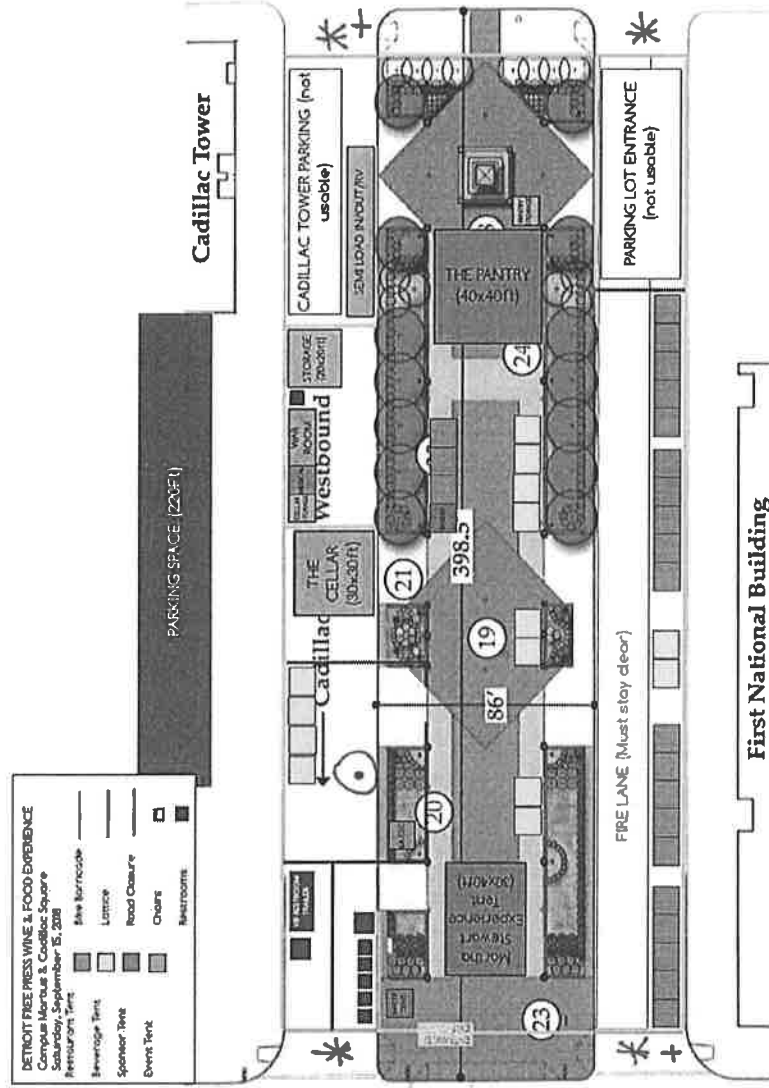 DETROIT FREE PRESS WINE & FOOD EXPERIENCE
Campus Martius & Cadillac Square
Saturday, September 15, 2018
Restaurant Tent
Beverage Tent
Sponsor Tent
Event Tent
Bike Barricade
Lattice
Road Closure
Chairs
Restrooms
PARKING SPACE (220Ft)
Cadillac Tower
CADILLAC TOWER PARKING (not
usable)
SEMI LOAD IN/OUT/RV
STORAGE
(20x20ft)
ROOM
Westbound
THE
CELLAR
(30x30ft)
Cadillac
21
20
19
24
23
398.5'
86'
THE PANTRY
(40x40ft)
Martha
Stewart
Experience
Tent
(30x40ft)
PARKING LOT ENTRANCE
(not usable)
FIRE LANE (Must stay clear)
First National Building